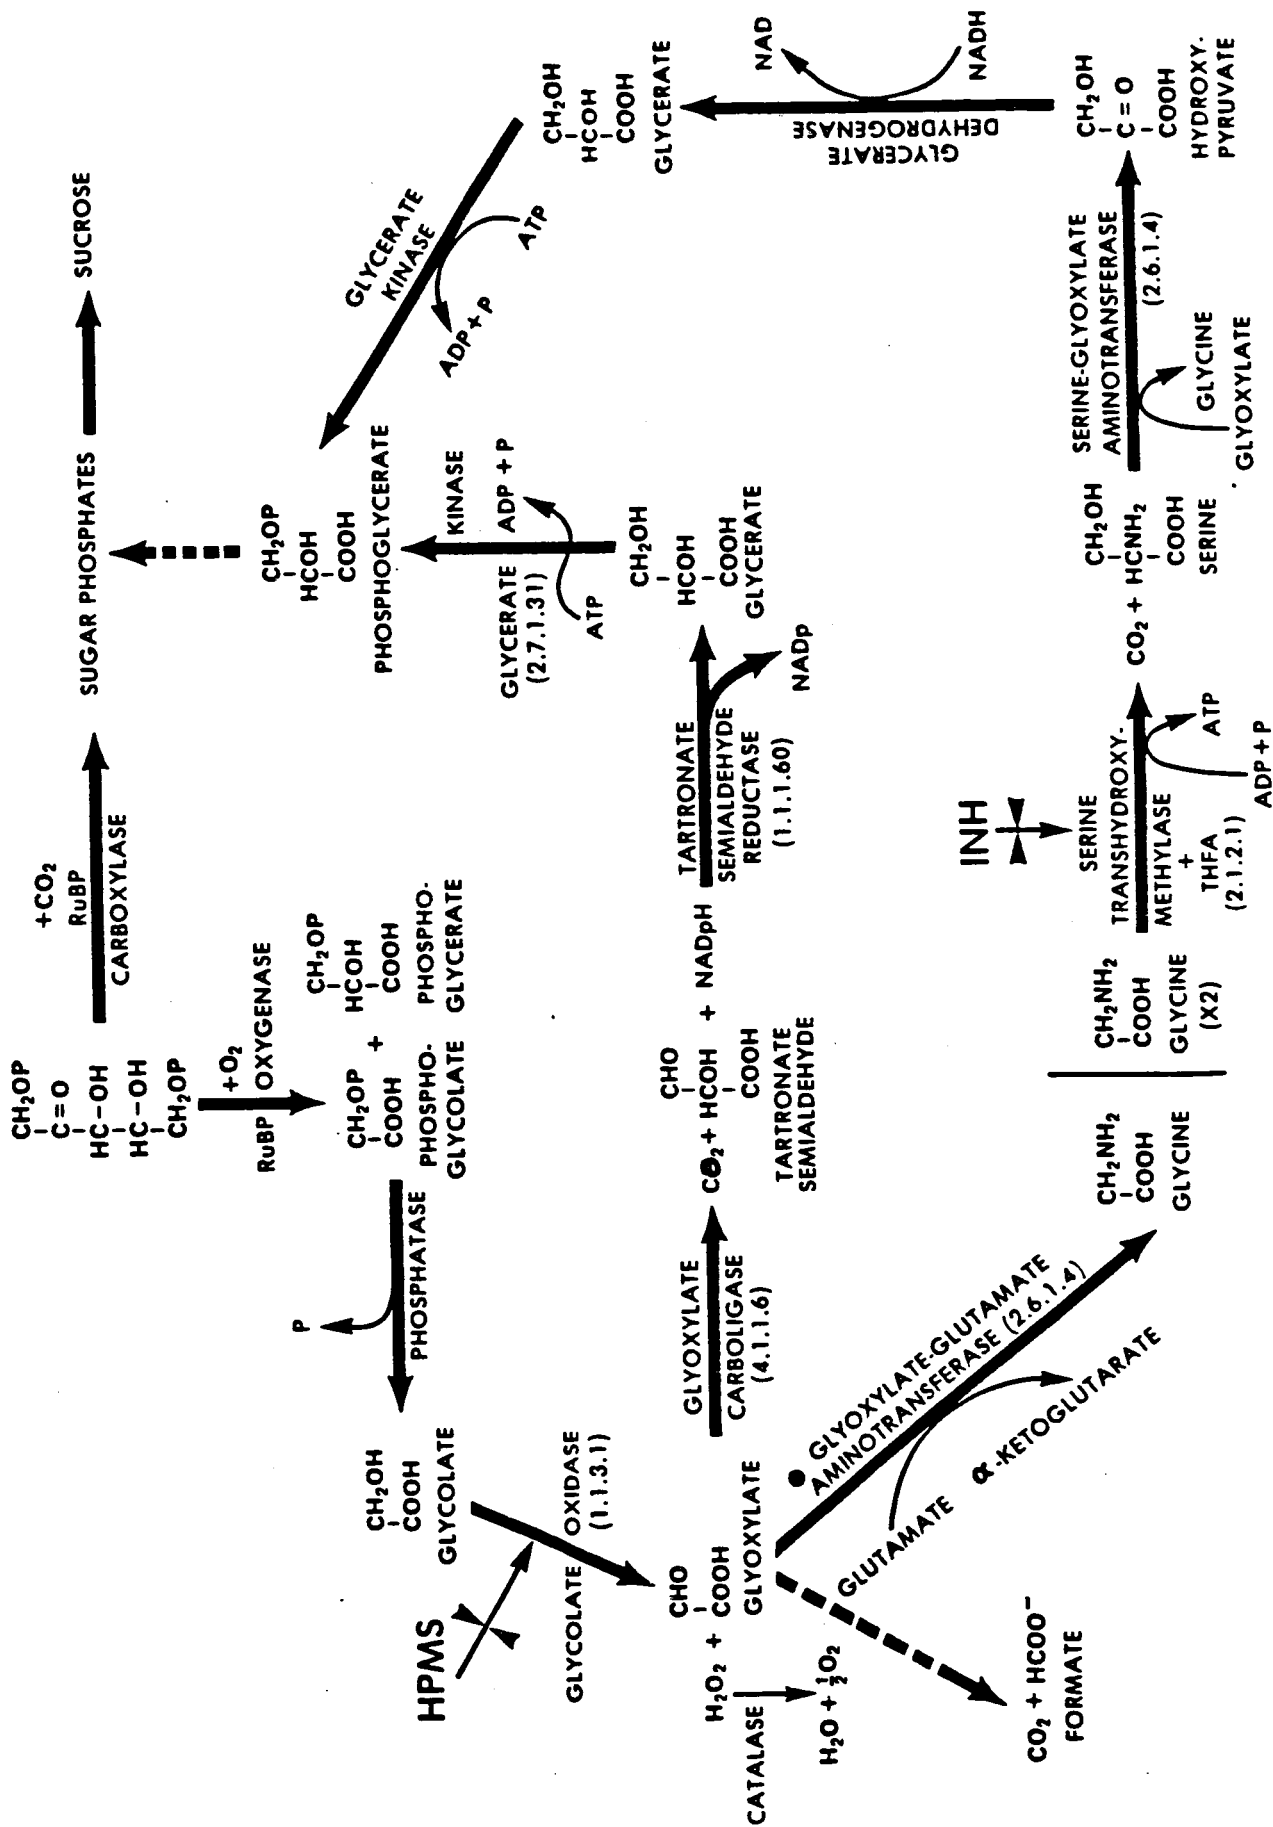 CH2OP
C=O
HC-OH
HC-OH
CH2OP
+CO2
RuBP
CARBOXYLASE
SUGAR PHOSPHATES
SUCROSE
+O2
RuBP OXYGENASE
CH2OP
COOH
PHOSPHO-
GLYCOLATE
+
CH2OP
HCOH
COOH
PHOSPHO-
GLYCERATE
P
PHOSPHATASE
CH2OH
COOH
GLYCOLATE
HPMS
GLYCOLATE OXIDASE
(1.1.3.1)
CH2OP
HCOH
COOH
PHOSPHOGLYCERATE
GLYCERATE KINASE
(2.7.1.31)
ADP + P
ATP
GLYCERATE
KINASE
ADP + P
ATP
CH2OH
HCOH
COOH
GLYCERATE
H2O2 +
CHO
COOH
GLYOXYLATE
CATALASE
H2O + ½O2
GLYOXYLATE
CARBOLIGASE
(4.1.1.6)
CO2 +
CHO
HCOH
COOH
TARTRONATE
SEMIALDEHYDE
+ NADpH
TARTRONATE
SEMIALDEHYDE
REDUCTASE
(1.1.1.60)
NADp
CH2OH
HCOH
COOH
GLYCERATE
GLYCERATE
DEHYDROGENASE
NAD
NADH
CO2 + HCOO−
FORMATE
GLYOXYLATE-GLUTAMATE
AMINOTRANSFERASE (2.6.1.4)
GLUTAMATE
α-KETOGLUTARATE
CH2NH2
COOH
GLYCINE
CH2NH2
COOH
GLYCINE
(X2)
INH
SERINE
TRANSHYDROXY-
METHYLASE
+
THFA
(2.1.2.1)
ATP
ADP + P
CO2 +
CH2OH
HCNH2
COOH
SERINE
SERINE-GLYOXYLATE
AMINOTRANSFERASE
(2.6.1.4)
GLYCINE
GLYOXYLATE
CH2OH
C=O
COOH
HYDROXY-
PYRUVATE